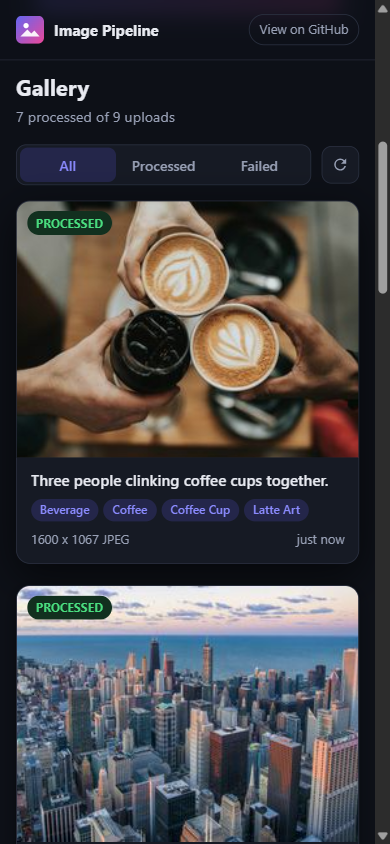 Image Pipeline
View on GitHub
Gallery
7 processed of 9 uploads
All
Processed
Failed
PROCESSED
Three people clinking coffee cups together.
Beverage
Coffee
Coffee Cup
Latte Art
1600 x 1067 JPEG
just now
PROCESSED